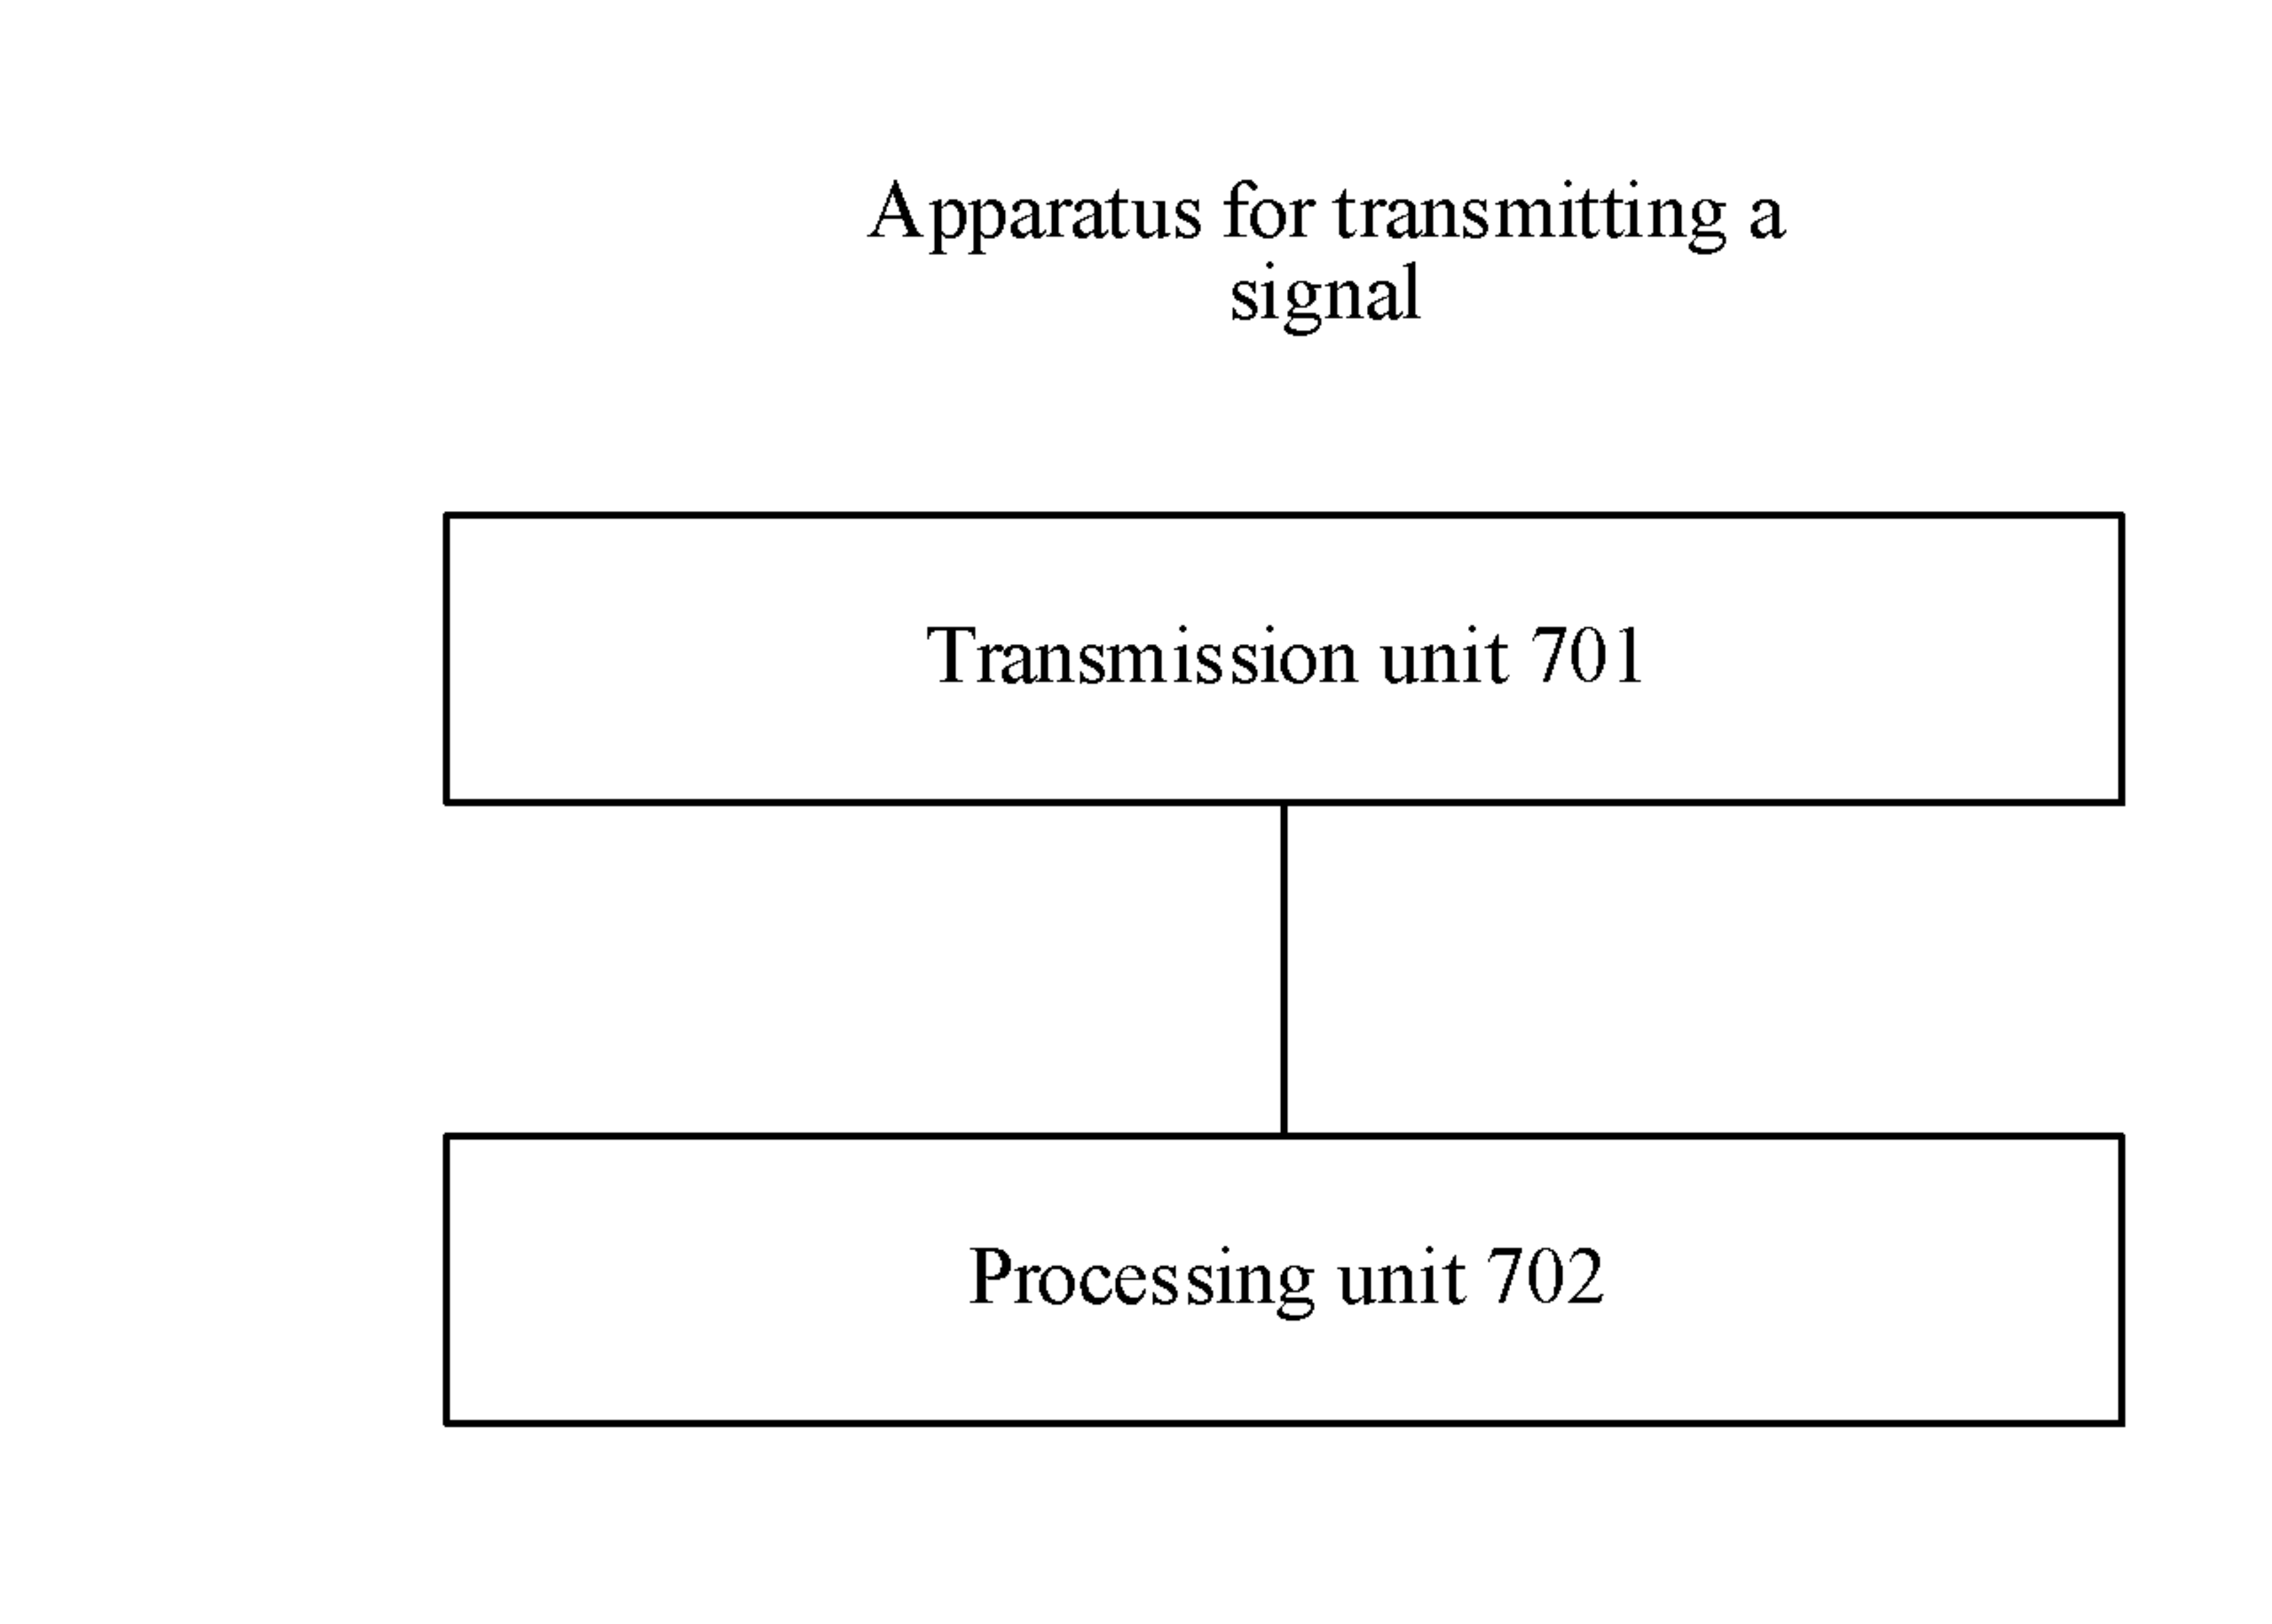 Apparatus for transmitting a
signal
Transmission unit 701
Processing unit 702